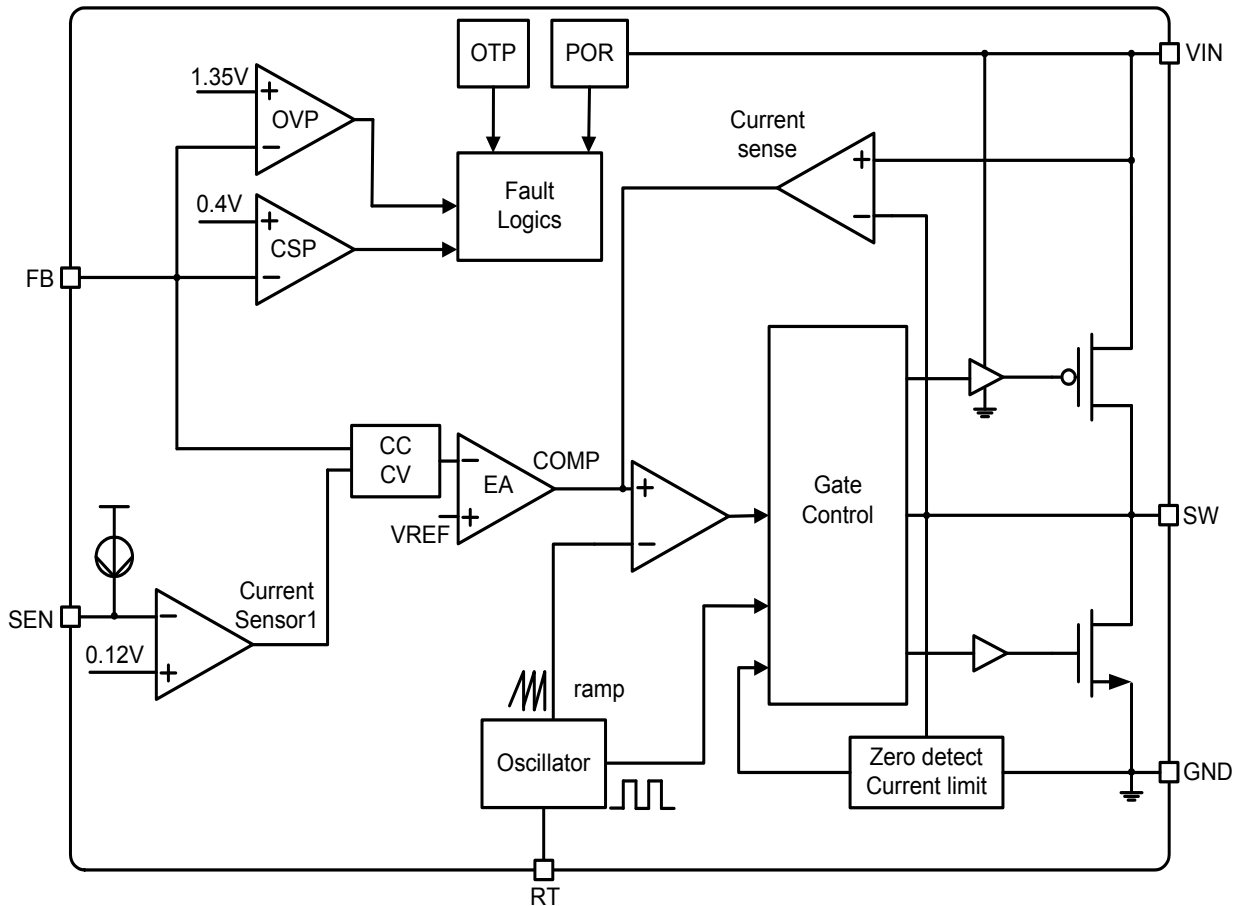 OTP
POR
VIN
1.35V
+
OVP
−
Current
sense
+
−
Fault
Logics
0.4V
+
CSP
−
FB
CC
CV
−
EA
+
VREF
COMP
+
−
Gate
Control
SW
SEN
−
0.12V
+
Current
Sensor1
ramp
Oscillator
Zero detect
Current limit
GND
RT